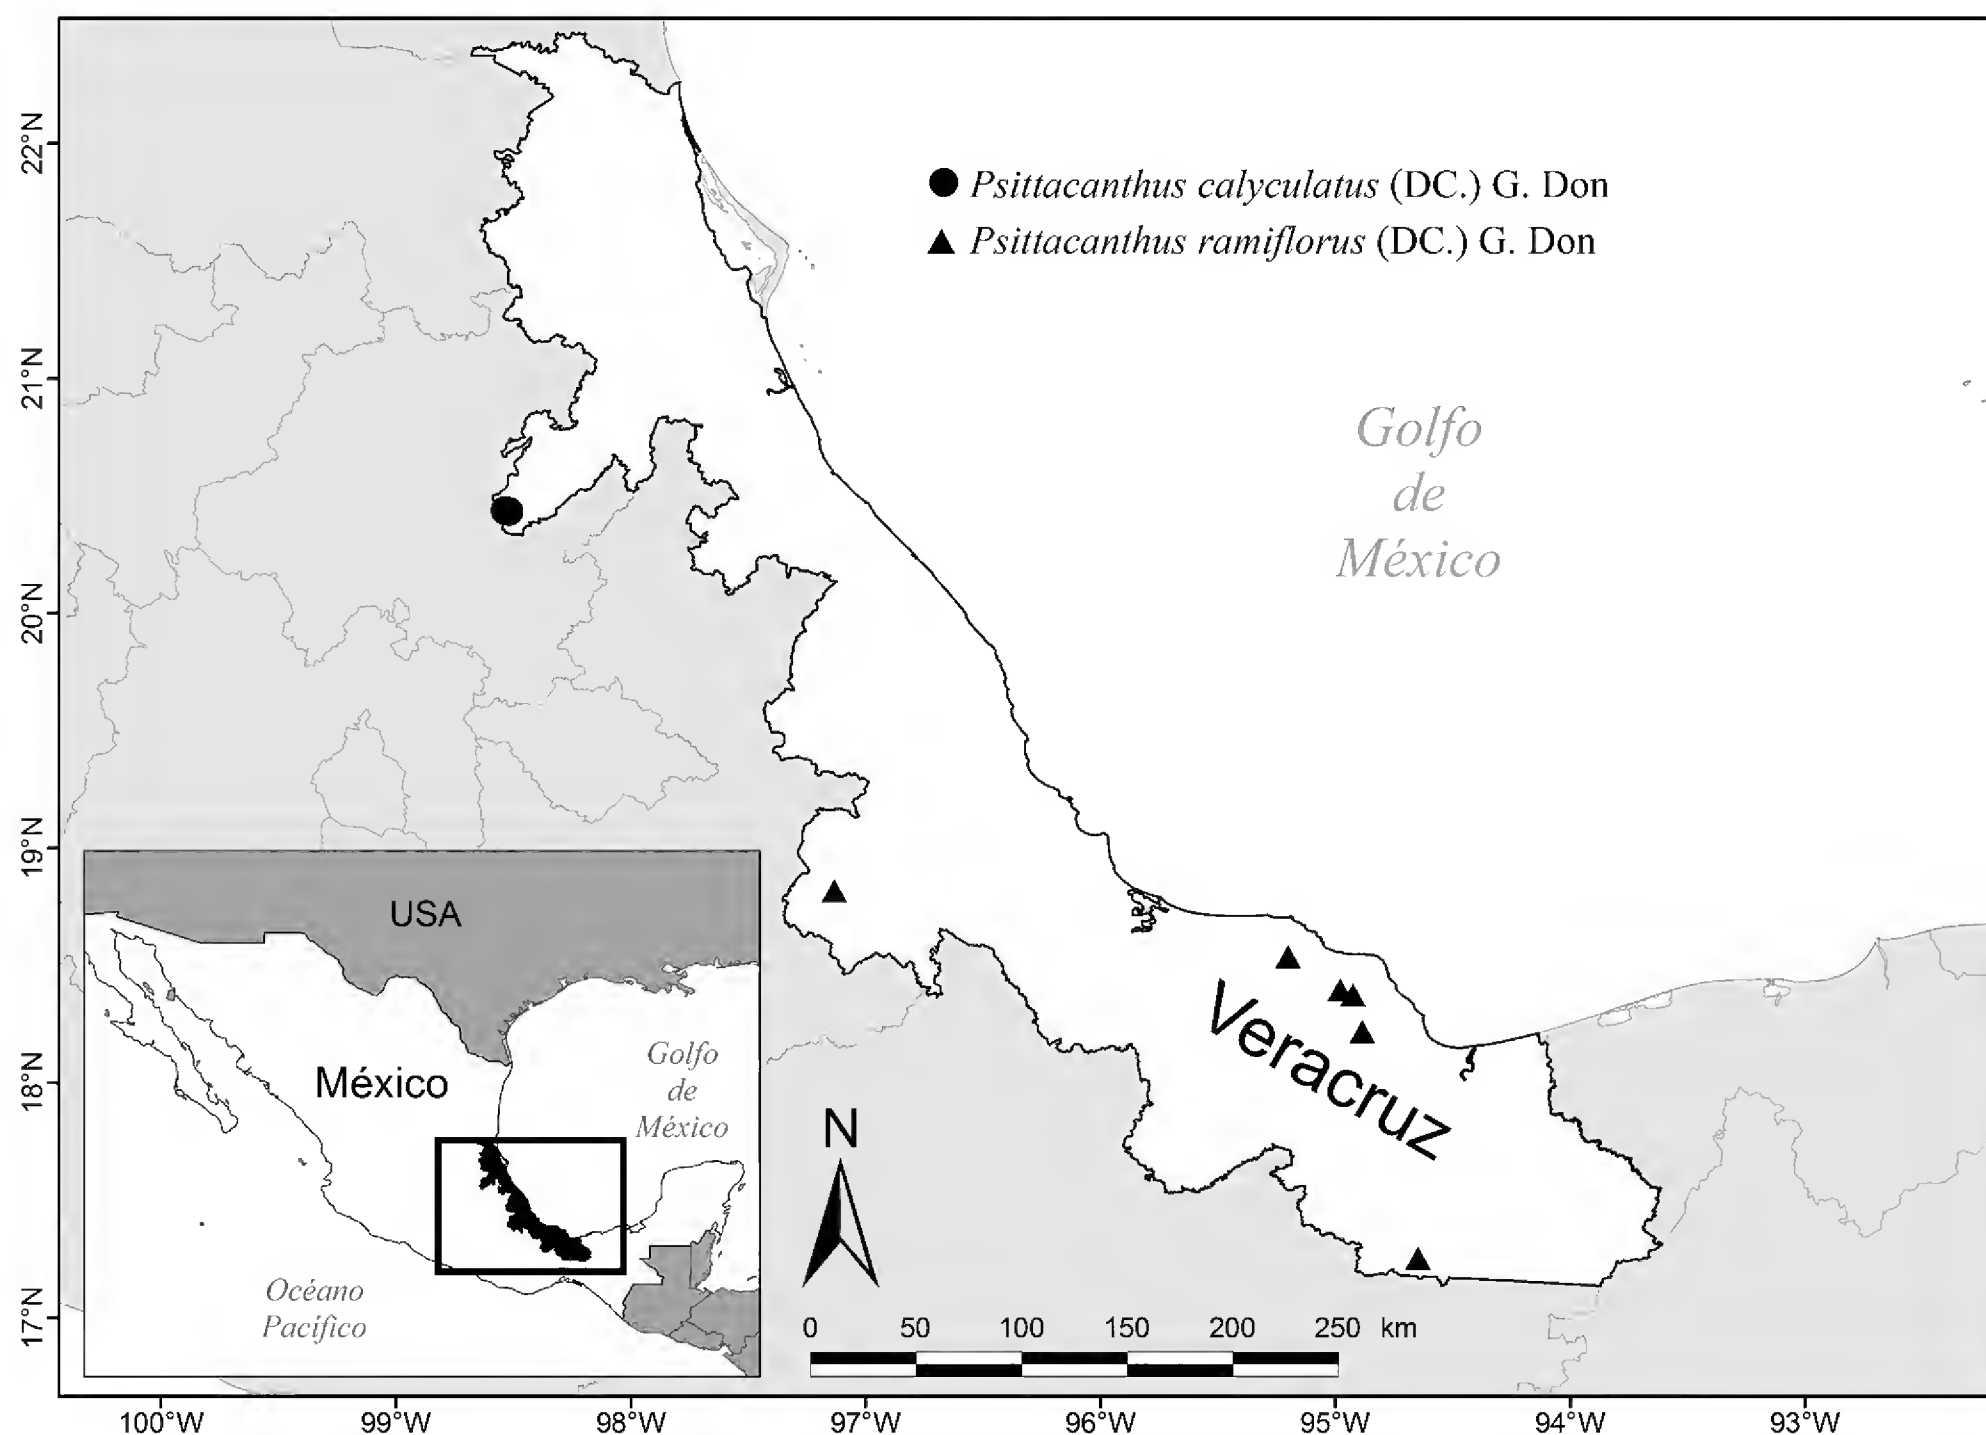 Psittacanthus calyculatus (DC.) G. Don
Psittacanthus ramiflorus (DC.) G. Don
Golfo
de
México
22°N
21°N
20°N
19°N
18°N
17°N
USA
México
Golfo
de
México
Océano
Pacífico
Veracruz
N
0 50 100 150 200 250 km
100°W 99°W 98°W 97°W 96°W 95°W 94°W 93°W